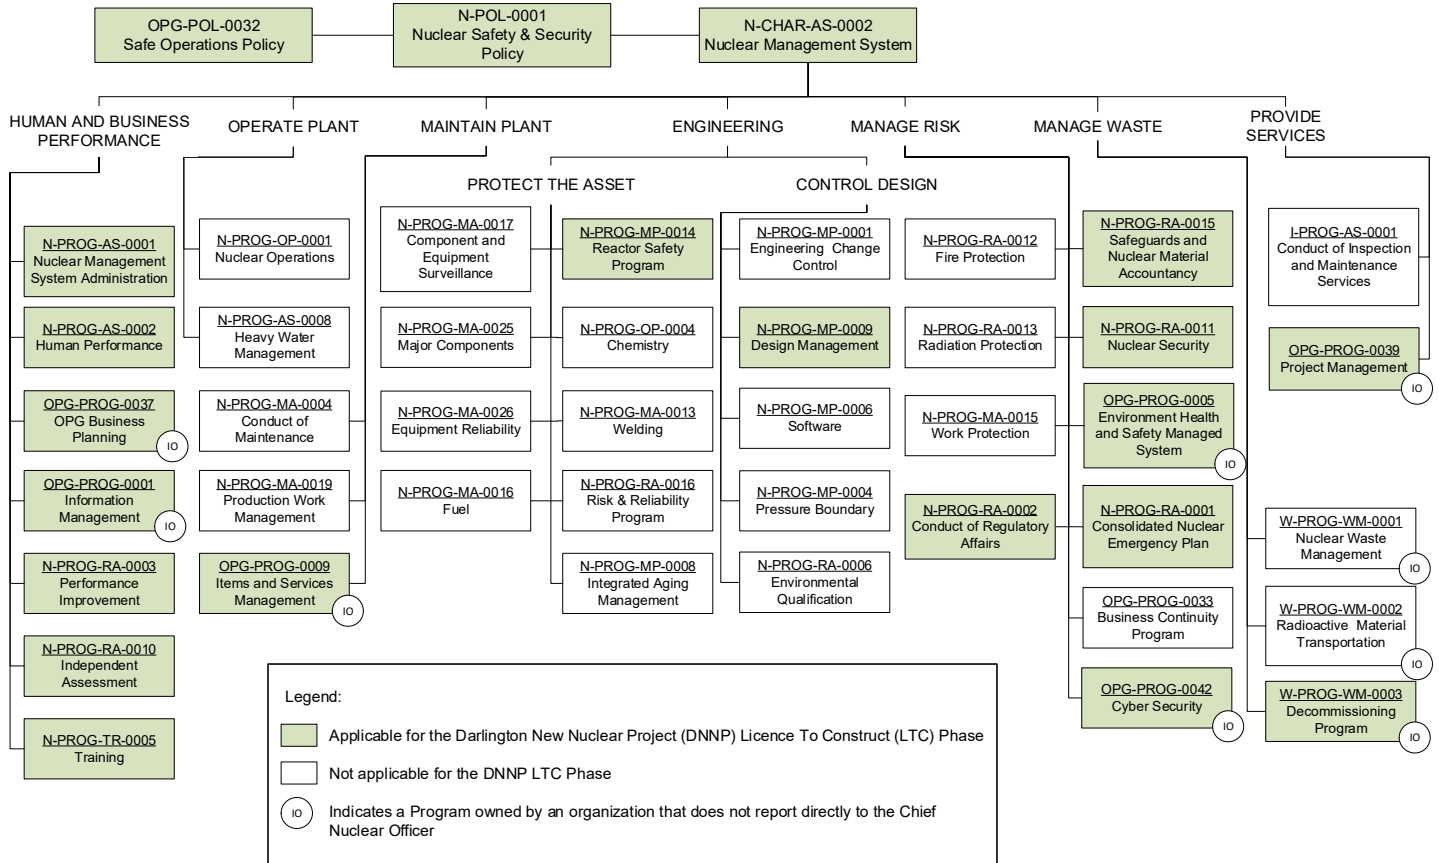 OPG-POL-0032
Safe Operations Policy
N-POL-0001
Nuclear Safety & Security
Policy
N-CHAR-AS-0002
Nuclear Management System
HUMAN AND BUSINESS
PERFORMANCE
OPERATE PLANT
MAINTAIN PLANT
ENGINEERING
MANAGE RISK
MANAGE WASTE
PROVIDE
SERVICES
PROTECT THE ASSET
CONTROL DESIGN
N-PROG-AS-0001
Nuclear Management
System Administration
N-PROG-AS-0002
Human Performance
OPG-PROG-0037
OPG Business
Planning
IO
OPG-PROG-0001
Information
Management
IO
N-PROG-RA-0003
Performance
Improvement
N-PROG-RA-0010
Independent
Assessment
N-PROG-TR-0005
Training
N-PROG-OP-0001
Nuclear Operations
N-PROG-AS-0008
Heavy Water
Management
N-PROG-MA-0004
Conduct of
Maintenance
N-PROG-MA-0019
Production Work
Management
OPG-PROG-0009
Items and Services
Management
IO
N-PROG-MA-0017
Component and
Equipment
Surveillance
N-PROG-MA-0025
Major Components
N-PROG-MA-0026
Equipment Reliability
N-PROG-MA-0016
Fuel
N-PROG-MP-0014
Reactor Safety
Program
N-PROG-OP-0004
Chemistry
N-PROG-MA-0013
Welding
N-PROG-RA-0016
Risk & Reliability
Program
N-PROG-MP-0008
Integrated Aging
Management
N-PROG-MP-0001
Engineering Change
Control
N-PROG-MP-0009
Design Management
N-PROG-MP-0006
Software
N-PROG-MP-0004
Pressure Boundary
N-PROG-RA-0006
Environmental
Qualification
N-PROG-RA-0012
Fire Protection
N-PROG-RA-0013
Radiation Protection
N-PROG-MA-0015
Work Protection
N-PROG-RA-0002
Conduct of Regulatory
Affairs
N-PROG-RA-0015
Safeguards and
Nuclear Material
Accountancy
N-PROG-RA-0011
Nuclear Security
OPG-PROG-0005
Environment Health
and Safety Managed
System
IO
N-PROG-RA-0001
Consolidated Nuclear
Emergency Plan
OPG-PROG-0033
Business Continuity
Program
OPG-PROG-0042
Cyber Security
IO
I-PROG-AS-0001
Conduct of Inspection
and Maintenance
Services
OPG-PROG-0039
Project Management
IO
W-PROG-WM-0001
Nuclear Waste
Management
IO
W-PROG-WM-0002
Radioactive Material
Transportation
IO
W-PROG-WM-0003
Decommissioning
Program
IO
Legend:
Applicable for the Darlington New Nuclear Project (DNNP) Licence To Construct (LTC) Phase
Not applicable for the DNNP LTC Phase
IO
Indicates a Program owned by an organization that does not report directly to the Chief
Nuclear Officer